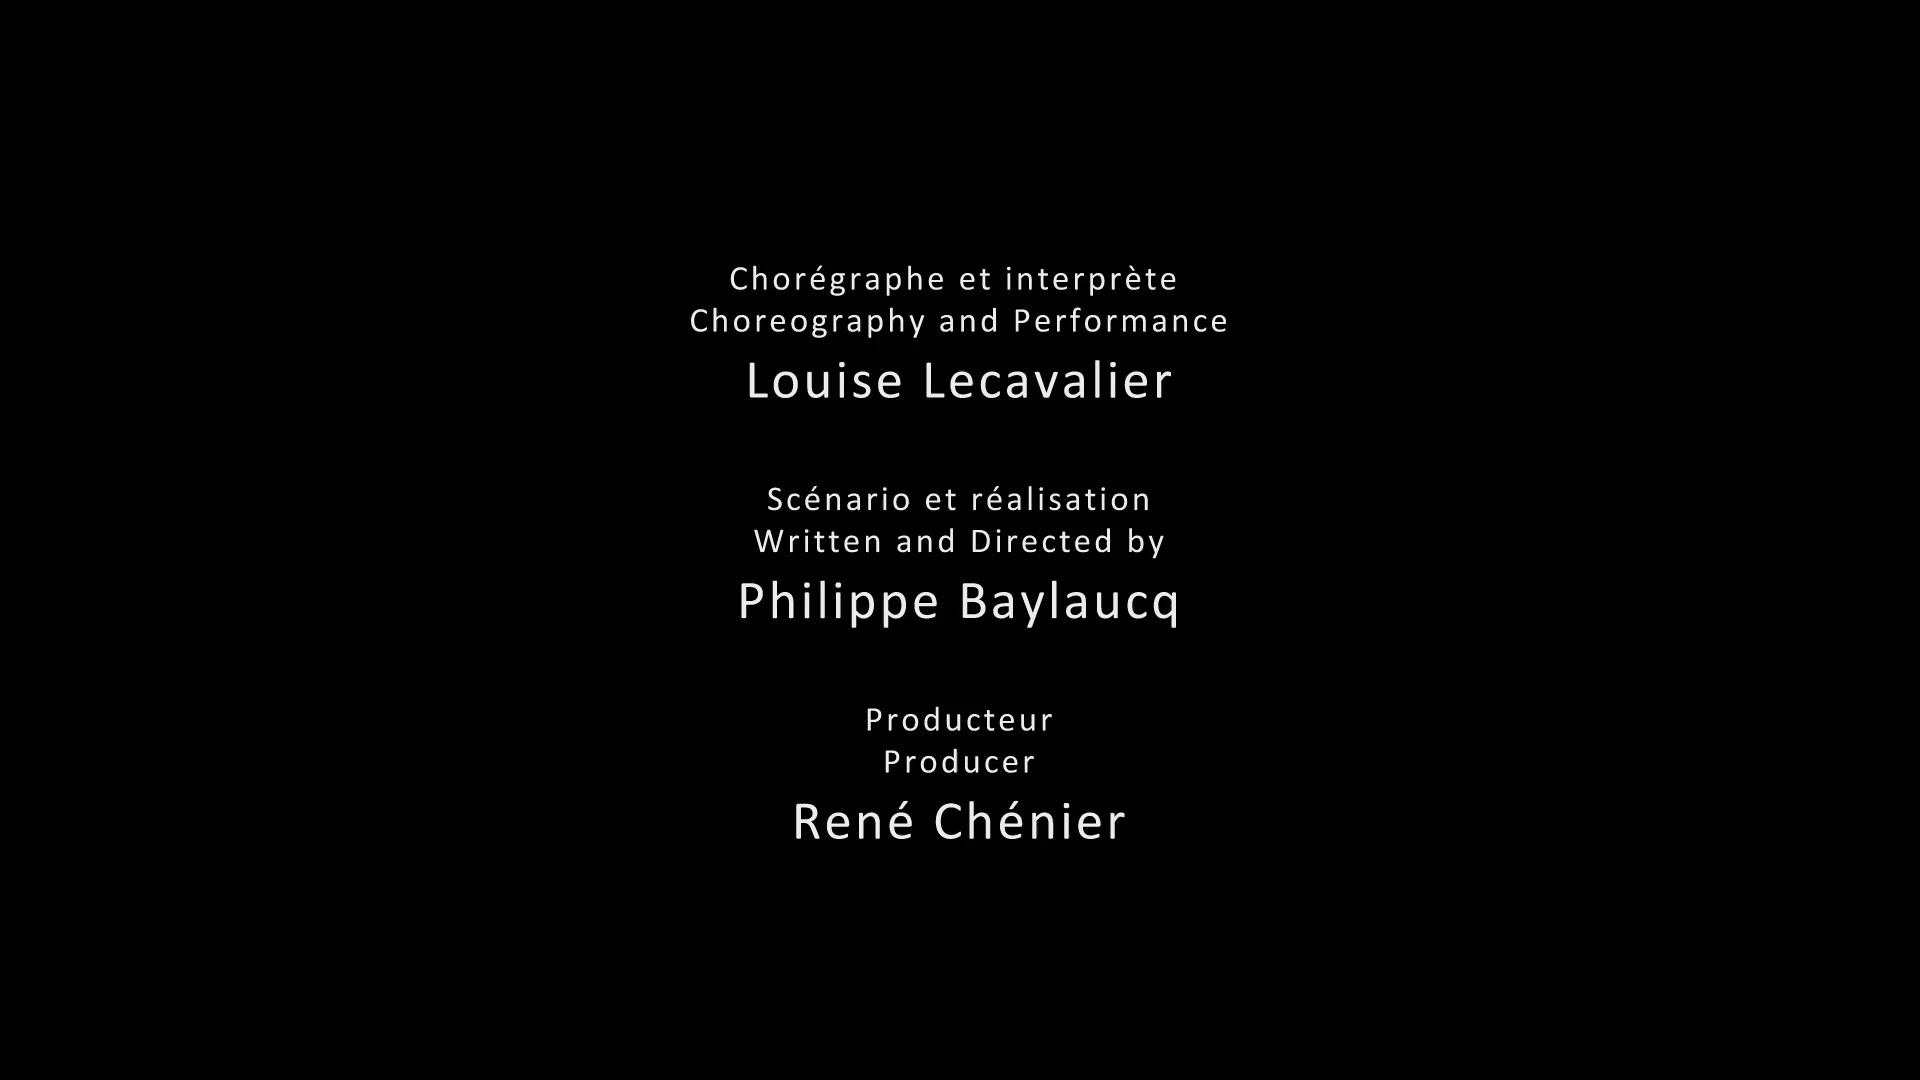 Chorégraphe et interprète
Choreography and Performance
Louise Lecavalier
Scénario et réalisation
Written and Directed by
Philippe Baylaucq
Producteur
Producer
René Chénier